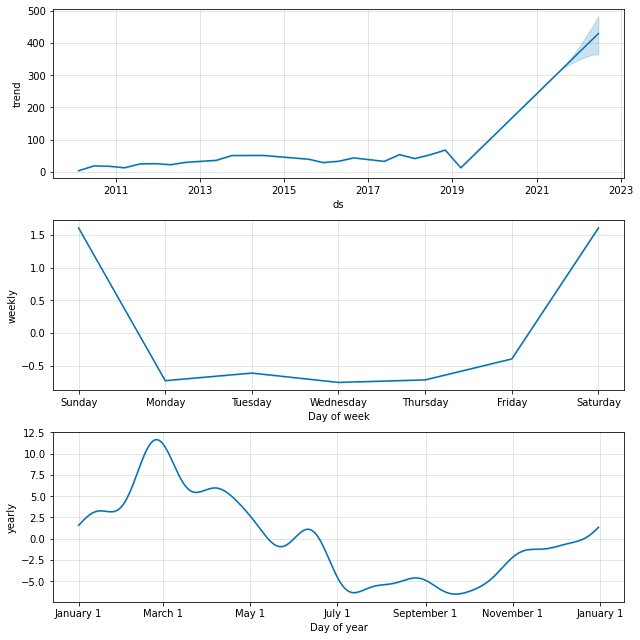 500
400
300
200
100
0
trend
2011 2013 2015 2017 2019 2021 2023
ds
1.5
1.0
0.5
0.0
−0.5
weekly
Sunday Monday Tuesday Wednesday Thursday Friday Saturday
Day of week
12.5
10.0
7.5
5.0
2.5
0.0
−2.5
−5.0
yearly
January 1 March 1 May 1 July 1 September 1 November 1 January 1
Day of year